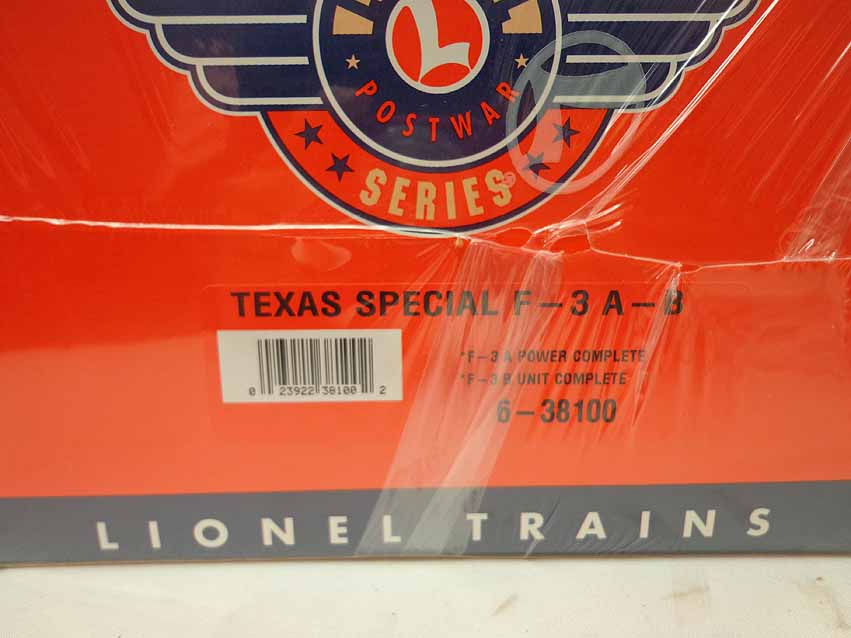 L
POSTWAR
SERIES
TEXAS SPECIAL F-3 A-B
*F-3 A POWER COMPLETE
*F-3 B UNIT COMPLETE
0 23922 38100 2
6-38100
LIONEL TRAINS